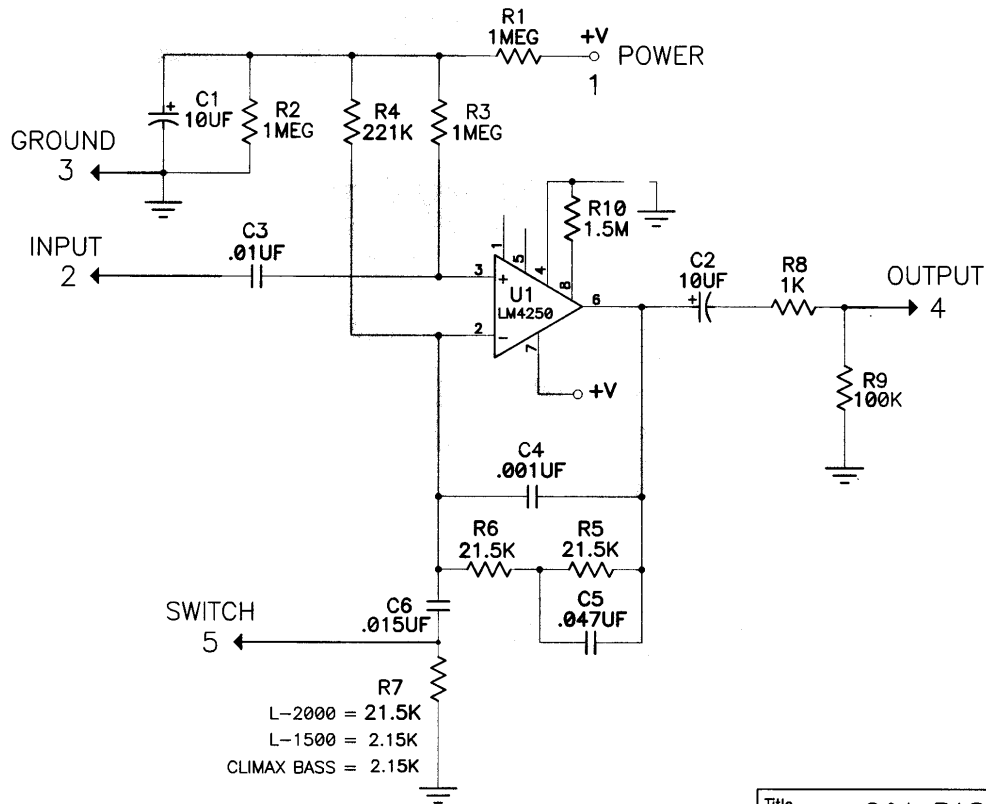 R1
1MEG
+V
POWER
1
C1
10UF
+
R2
1MEG
R4
221K
R3
1MEG
GROUND
3
R10
1.5M
INPUT
2
C3
.01UF
1
5
4
8
3
+
U1
LM4250
6
2
-
7
+V
C2
10UF
+
R8
1K
OUTPUT
4
R9
100K
C4
.001UF
R6
21.5K
R5
21.5K
C5
.047UF
SWITCH
5
C6
.015UF
R7
L-2000 = 21.5K
L-1500 = 2.15K
CLIMAX BASS = 2.15K
Title